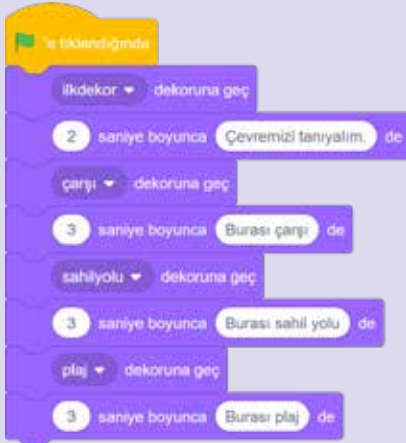 'e tıklandığında
ilkdekor dekoruna geç
2 saniye boyunca Çevremizi tanıyalım. de
çarşı dekoruna geç
3 saniye boyunca Burası çarşı de
sahilyolu dekoruna geç
3 saniye boyunca Burası sahil yolu de
plaj dekoruna geç
3 saniye boyunca Burası plaj de